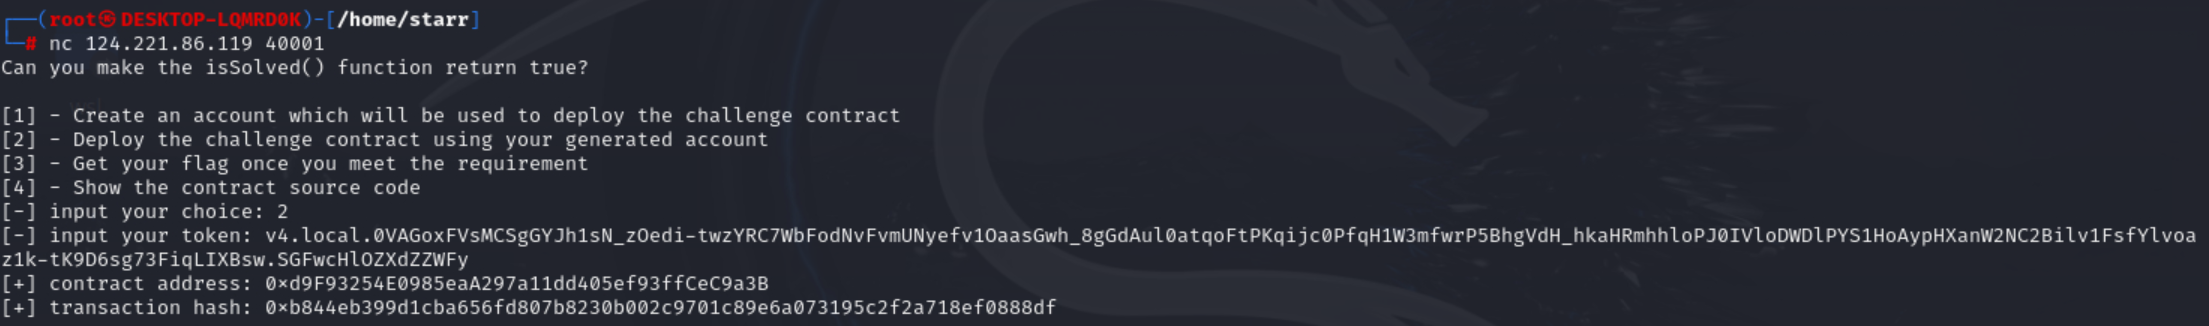 ┌──(root㉿DESKTOP-LQMRD0K)-[/home/starr]
└─# nc 124.221.86.119 40001
Can you make the isSolved() function return true?
[1] - Create an account which will be used to deploy the challenge contract
[2] - Deploy the challenge contract using your generated account
[3] - Get your flag once you meet the requirement
[4] - Show the contract source code
[-] input your choice: 2
[-] input your token: v4.local.0VAGoxFVsMCSgGYJh1sN_zOedi-twzYRC7WbFodNvFvmUNyefv1OaasGwh_8gGdAul0atqoFtPKqijc0PfqH1W3mfwrP5BhgVdH_hkaHRmhhloPJ0IVloDWDlPYS1HoAypHXanW2NC2Bilv1FsfYlvoa
z1k-tK9D6sg73FiqLIXBsw.SGFwcHlOZXdZZWFy
[+] contract address: 0×d9F93254E0985eaA297a11dd405ef93ffCeC9a3B
[+] transaction hash: 0×b844eb399d1cba656fd807b8230b002c9701c89e6a073195c2f2a718ef0888df